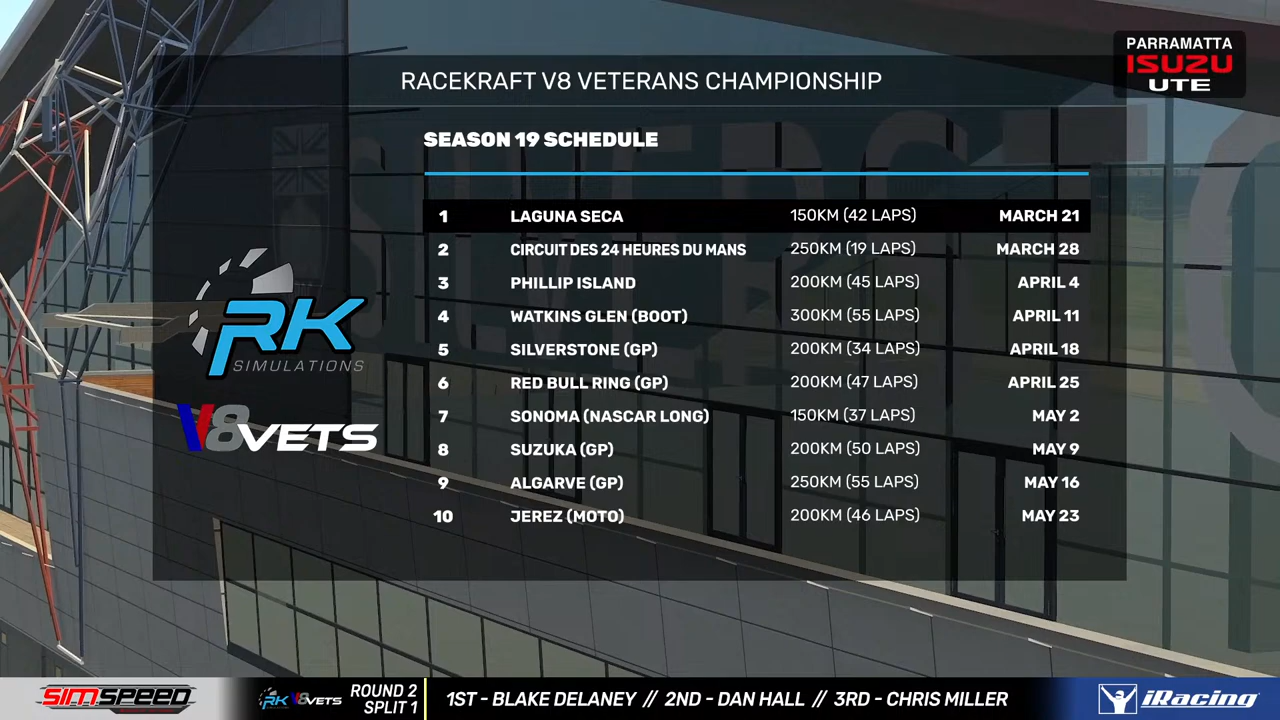 PARRAMATTA
ISUZU
UTE
RACEKRAFT V8 VETERANS CHAMPIONSHIP
SEASON 19 SCHEDULE
1 LAGUNA SECA 150KM (42 LAPS) MARCH 21
2 CIRCUIT DES 24 HEURES DU MANS 250KM (19 LAPS) MARCH 28
3 PHILLIP ISLAND 200KM (45 LAPS) APRIL 4
4 WATKINS GLEN (BOOT) 300KM (55 LAPS) APRIL 11
5 SILVERSTONE (GP) 200KM (34 LAPS) APRIL 18
6 RED BULL RING (GP) 200KM (47 LAPS) APRIL 25
7 SONOMA (NASCAR LONG) 150KM (37 LAPS) MAY 2
8 SUZUKA (GP) 200KM (50 LAPS) MAY 9
9 ALGARVE (GP) 250KM (55 LAPS) MAY 16
10 JEREZ (MOTO) 200KM (46 LAPS) MAY 23
RK
SIMULATIONS
V8VETS
SILVERSTO
SIMSPEED
RK V8VETS ROUND 2
SPLIT 1
1ST - BLAKE DELANEY // 2ND - DAN HALL // 3RD - CHRIS MILLER
iRacing